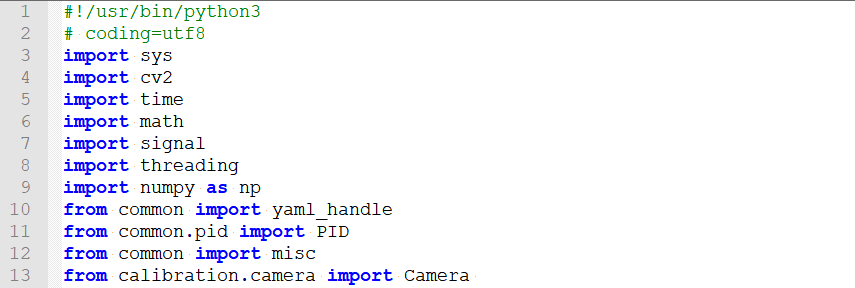 1 #!/usr/bin/python3
2 # coding=utf8
3 import sys
4 import cv2
5 import time
6 import math
7 import signal
8 import threading
9 import numpy as np
10 from common import yaml_handle
11 from common.pid import PID
12 from common import misc
13 from calibration.camera import Camera